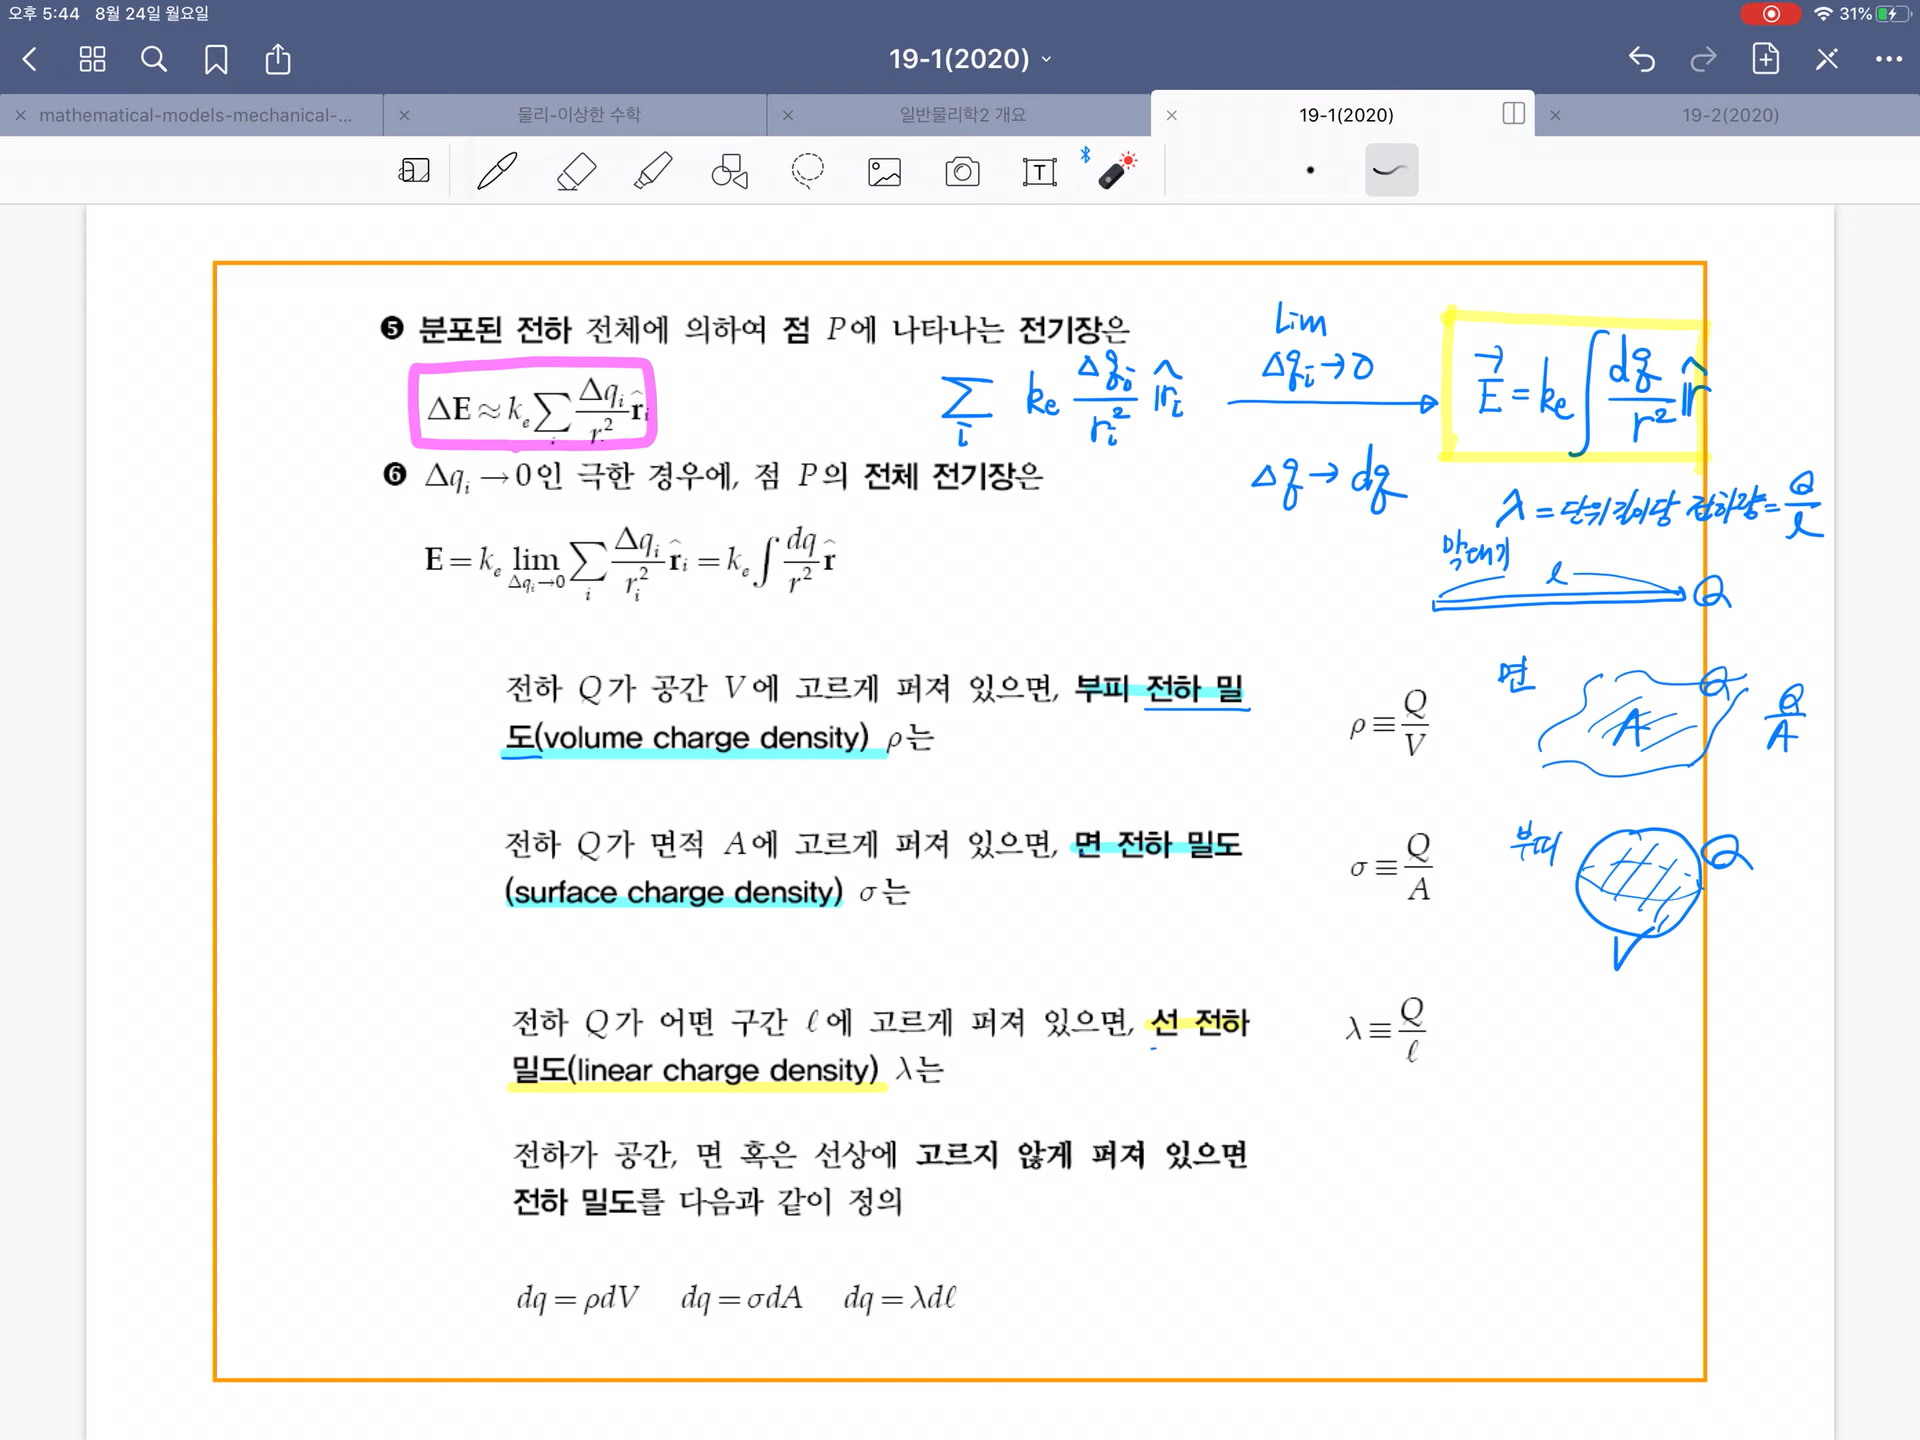 오후 5:44 8월 24일 월요일
31%
19-1(2020)
mathematical-models-mechanical-...
물리-이상한 수학
일반물리학2 개요
19-1(2020)
19-2(2020)
❺ 분포된 전하 전체에 의하여 점 P에 나타나는 전기장은
ΔE ≈ kₑ∑ᵢ Δqᵢ/r² r̂ᵢ
∑ᵢ kₑ Δqᵢ/rᵢ² r̂ᵢ
Lim
Δqᵢ→0
Δq→dq
E⃗ = kₑ∫ dq/r² r̂
❻ Δqᵢ→0인 극한 경우에, 점 P의 전체 전기장은
E = kₑ lim Δqᵢ→0 ∑ᵢ Δqᵢ/rᵢ² r̂ᵢ = kₑ∫ dq/r² r̂
λ = 단위길이당 전하량 = Q/ℓ
막대기
ℓ Q
전하 Q가 공간 V에 고르게 퍼져 있으면, 부피 전하 밀
도(volume charge density) ρ는
ρ ≡ Q/V
면
A Q Q/A
전하 Q가 면적 A에 고르게 퍼져 있으면, 면 전하 밀도
(surface charge density) σ는
σ ≡ Q/A
부피
Q
V
전하 Q가 어떤 구간 ℓ에 고르게 퍼져 있으면, 선 전하
밀도(linear charge density) λ는
λ ≡ Q/ℓ
전하가 공간, 면 혹은 선상에 고르지 않게 퍼져 있으면
전하 밀도를 다음과 같이 정의
dq = ρdV dq = σdA dq = λdℓ